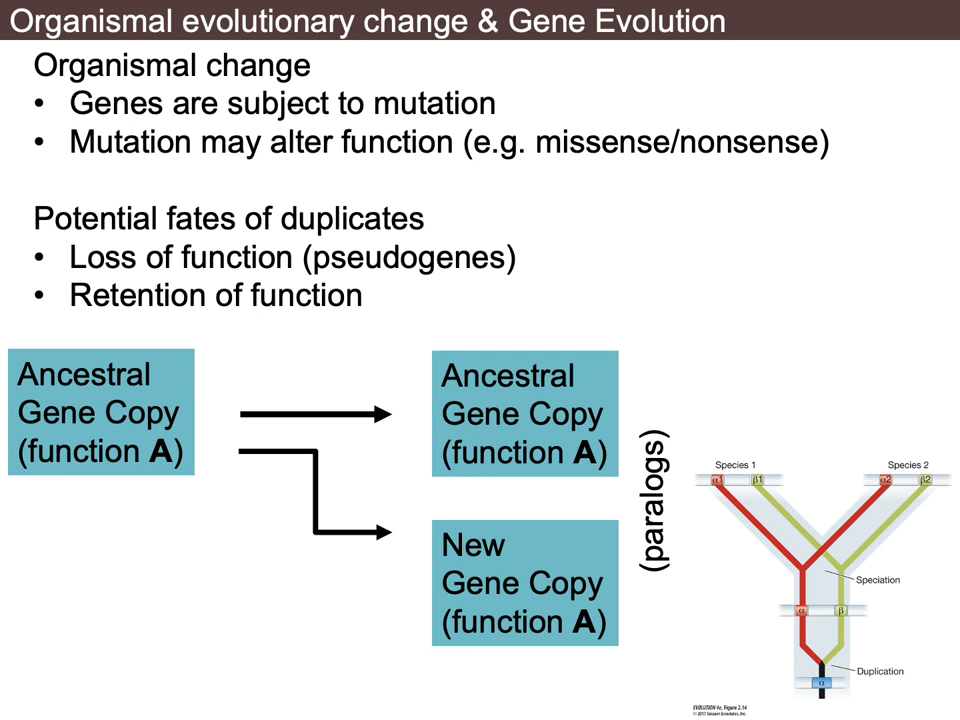 Organismal evolutionary change & Gene Evolution
Organismal change
• Genes are subject to mutation
• Mutation may alter function (e.g. missense/nonsense)
Potential fates of duplicates
• Loss of function (pseudogenes)
• Retention of function
Ancestral
Gene Copy
(function A)
Ancestral
Gene Copy
(function A)
New
Gene Copy
(function A)
(paralogs)
Species 1
Species 2
α1
β1
α2
β2
Speciation
α
β
Duplication
α
EVOLUTION 4e, Figure 2.14
© 2017 Sinauer Associates, Inc.